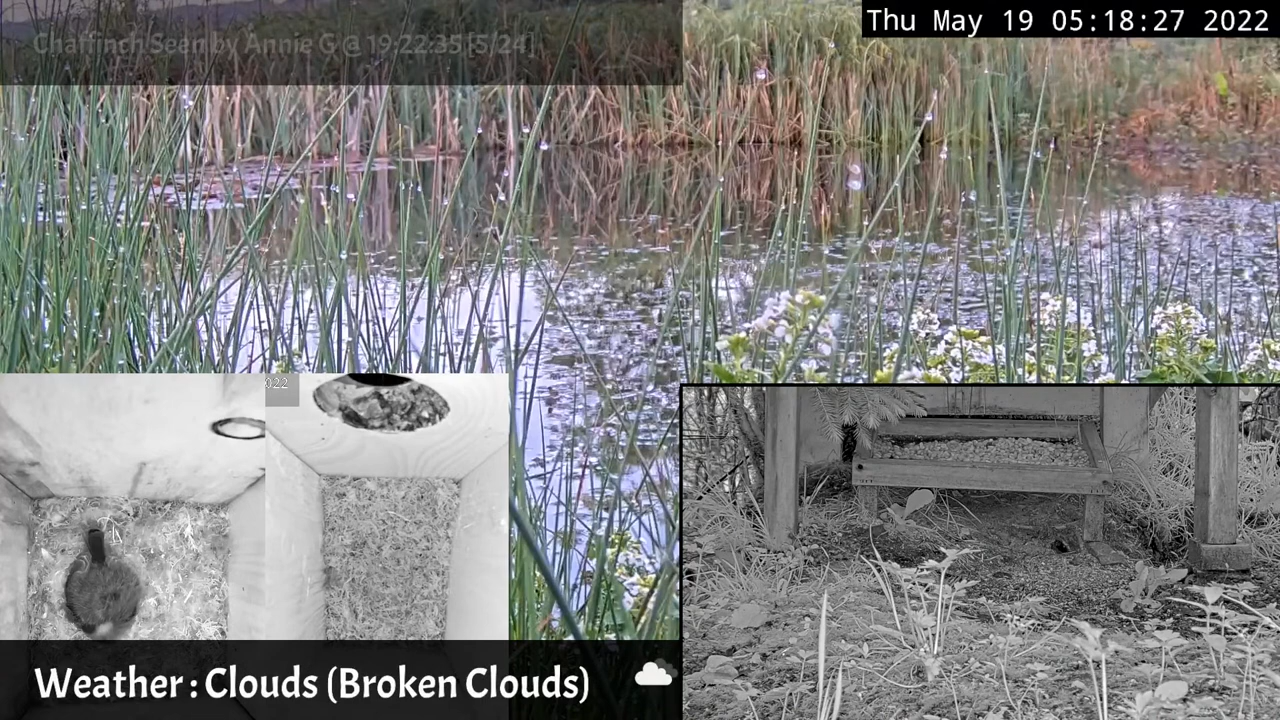 Thu May 19 05:18:27 2022
Chaffinch Seen by Annie G @ 19:22:35 [5/24]
022
Weather : Clouds (Broken Clouds)